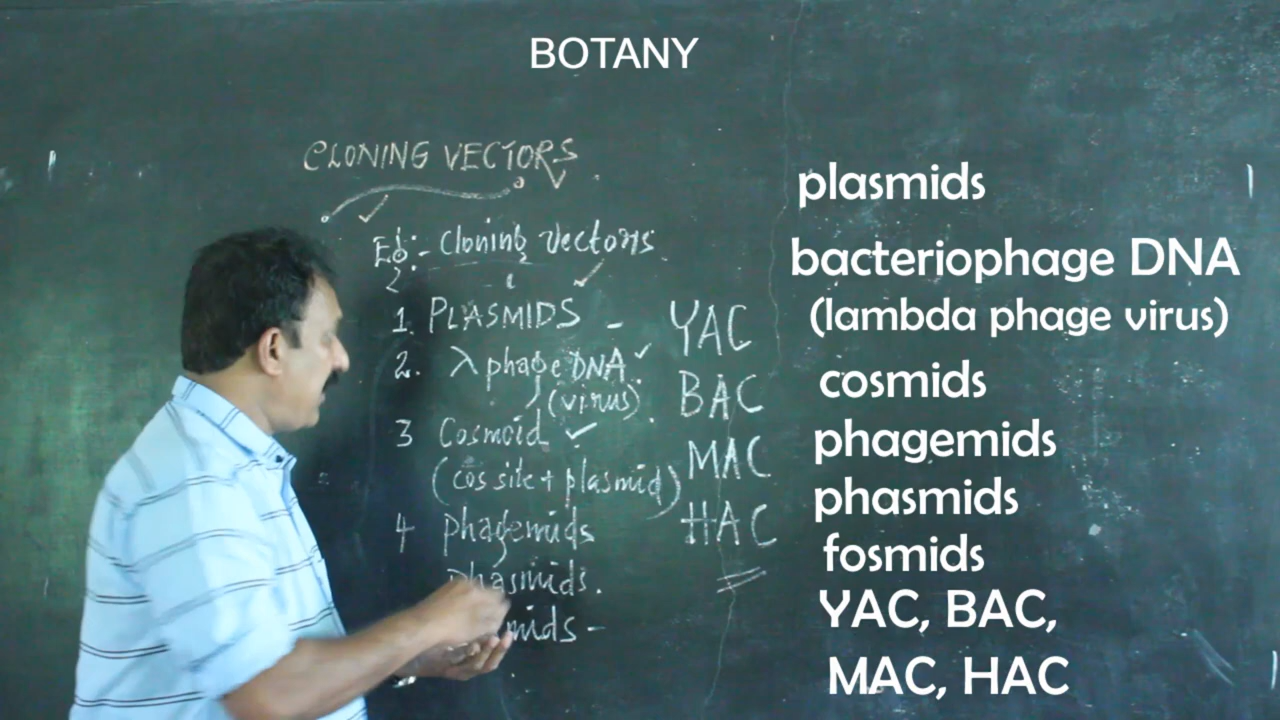 BOTANY
CLONING VECTORS
Eg:- Cloning Vectors
2
1. PLASMIDS -
2. λ phage DNA
(virus)
3 Cosmoid
(cos site + plasmid)
4 phagemids
phasmids.
mids -
YAC
BAC
MAC
HAC
plasmids
bacteriophage DNA
(lambda phage virus)
cosmids
phagemids
phasmids
fosmids
YAC, BAC,
MAC, HAC